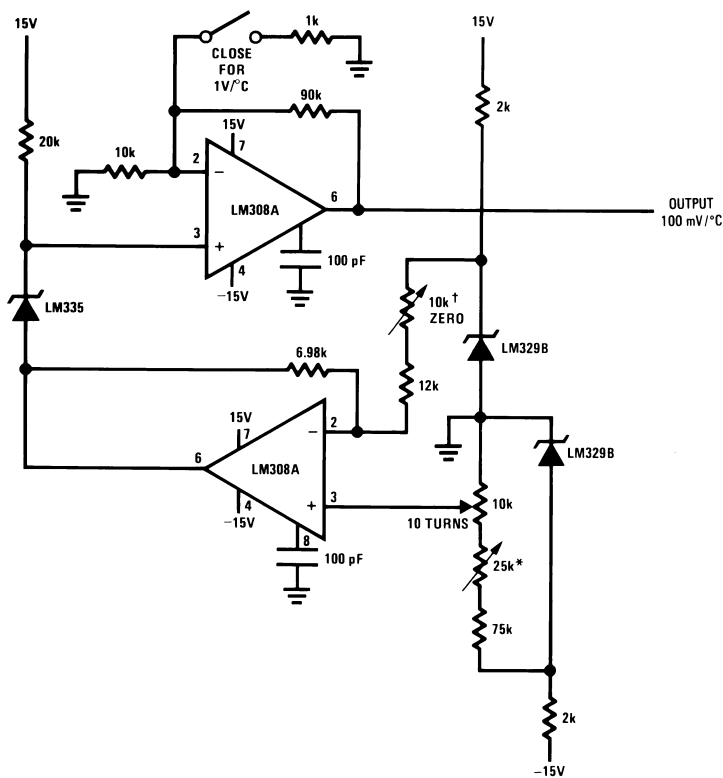 15V
1k
15V
CLOSE
FOR
1V/°C
90k
2k
20k
15V
10k
2
7
−
6
LM308A
OUTPUT
100 mV/°C
3
+
4
100 pF
−15V
10k†
ZERO
LM335
LM329B
6.98k
12k
15V
7
2
−
6
LM308A
LM329B
4
+
3
10k
−15V
10 TURNS
8
100 pF
25k*
75k
2k
−15V